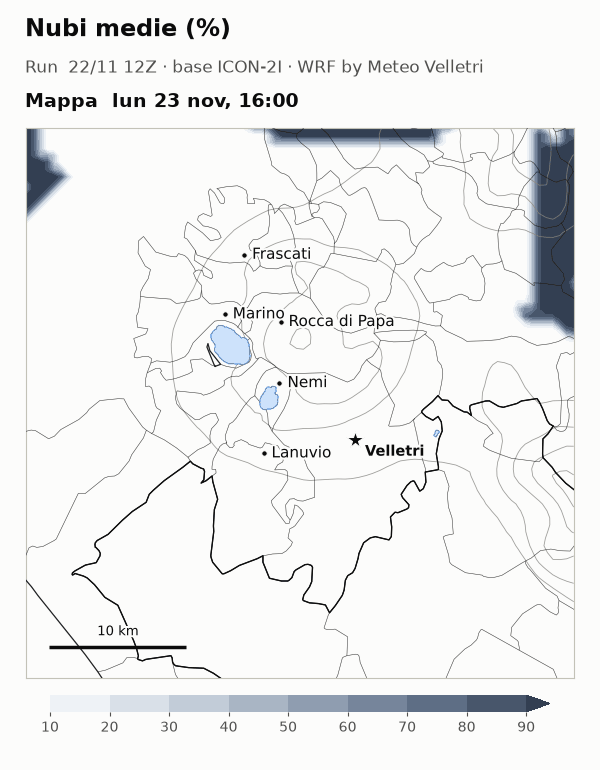 Nubi medie (%)
Run  22/11 12Z · base ICON-2I · WRF by Meteo Velletri
Mappa  lun 23 nov, 16:00
Frascati
Marino
Rocca di Papa
Nemi
Lanuvio
Velletri
10 km
10 20 30 40 50 60 70 80 90